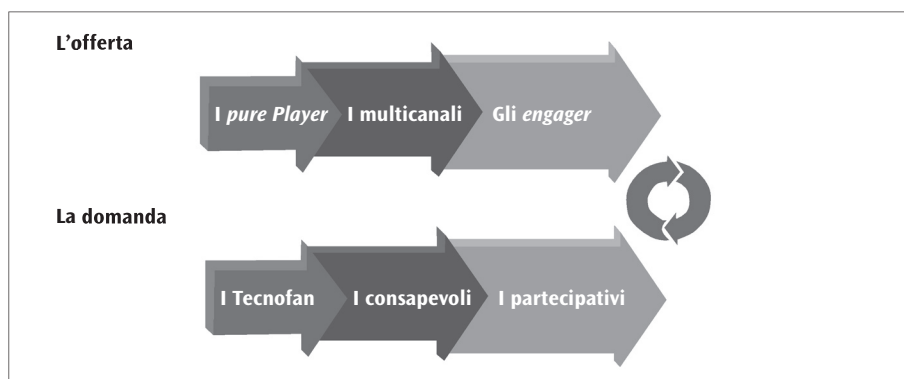 L'offerta
I pure Player I multicanali Gli engager
La domanda
I Tecnofan I consapevoli I partecipativi